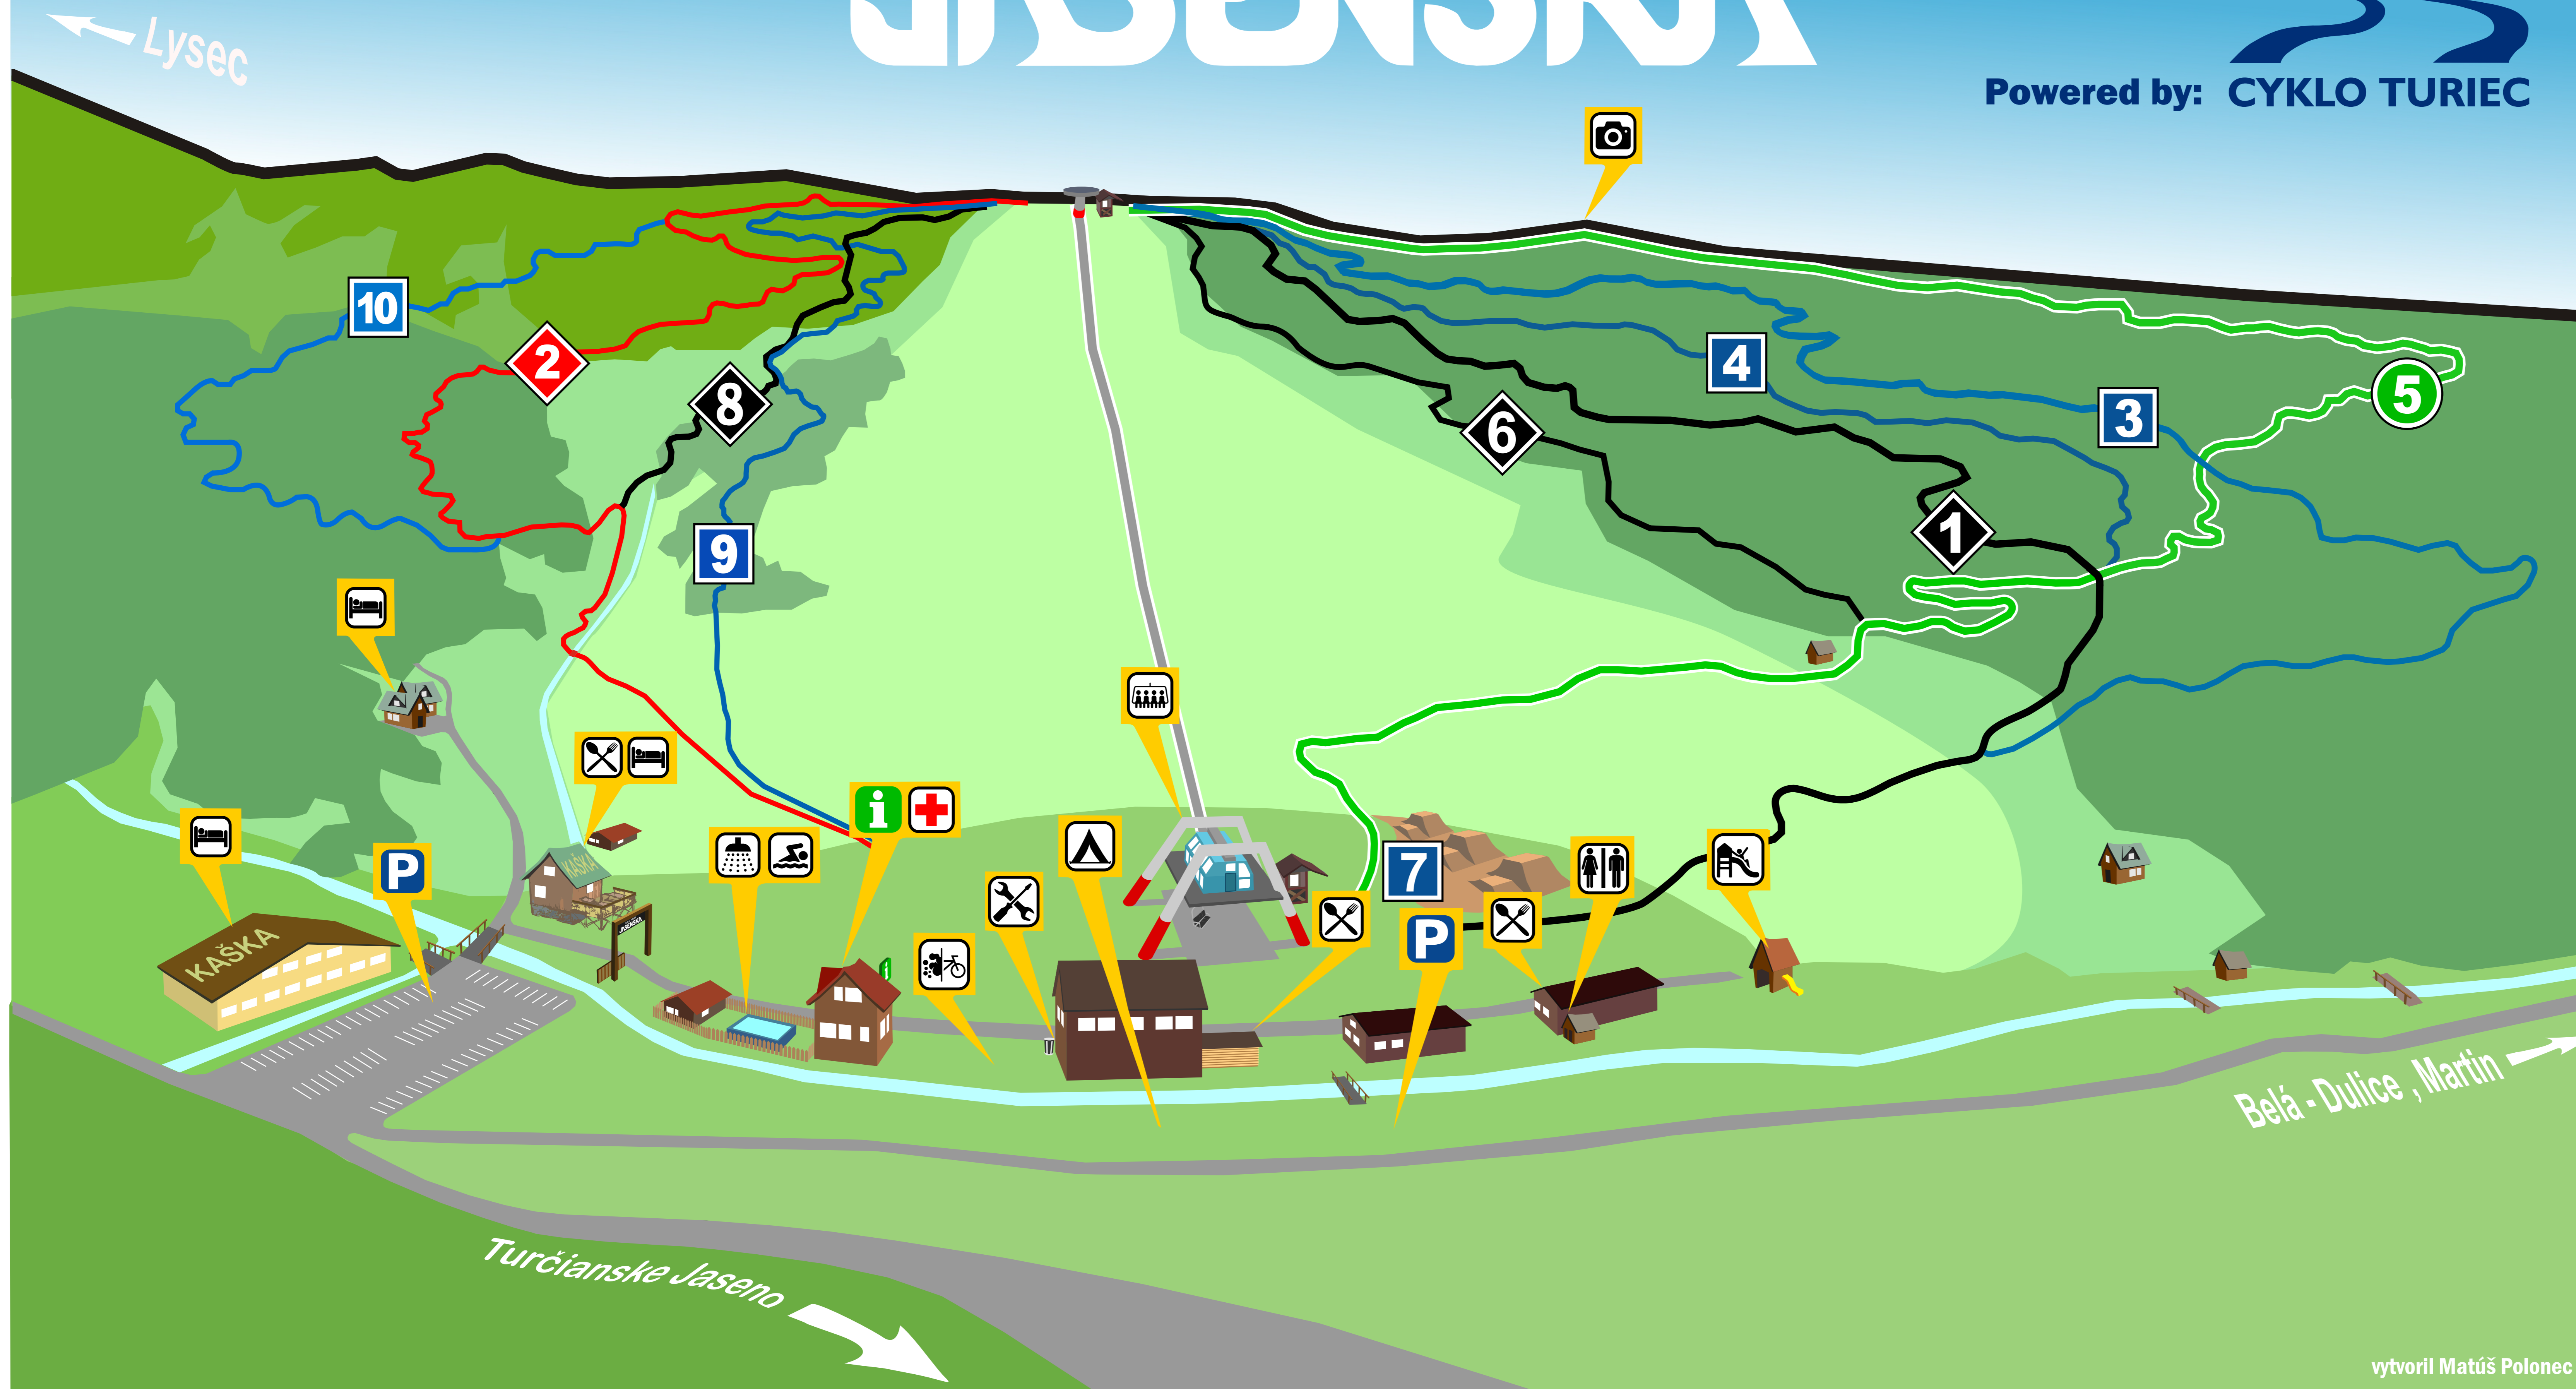 Lysec
Powered by: CYKLO TURIEC
10
2
8
9
6
4
3
5
1
7
i
P
P
KAŠKA
KAŠKA
i
Belá - Dulice , Martin
Turčianske Jaseno
vytvoril Matúš Polonec